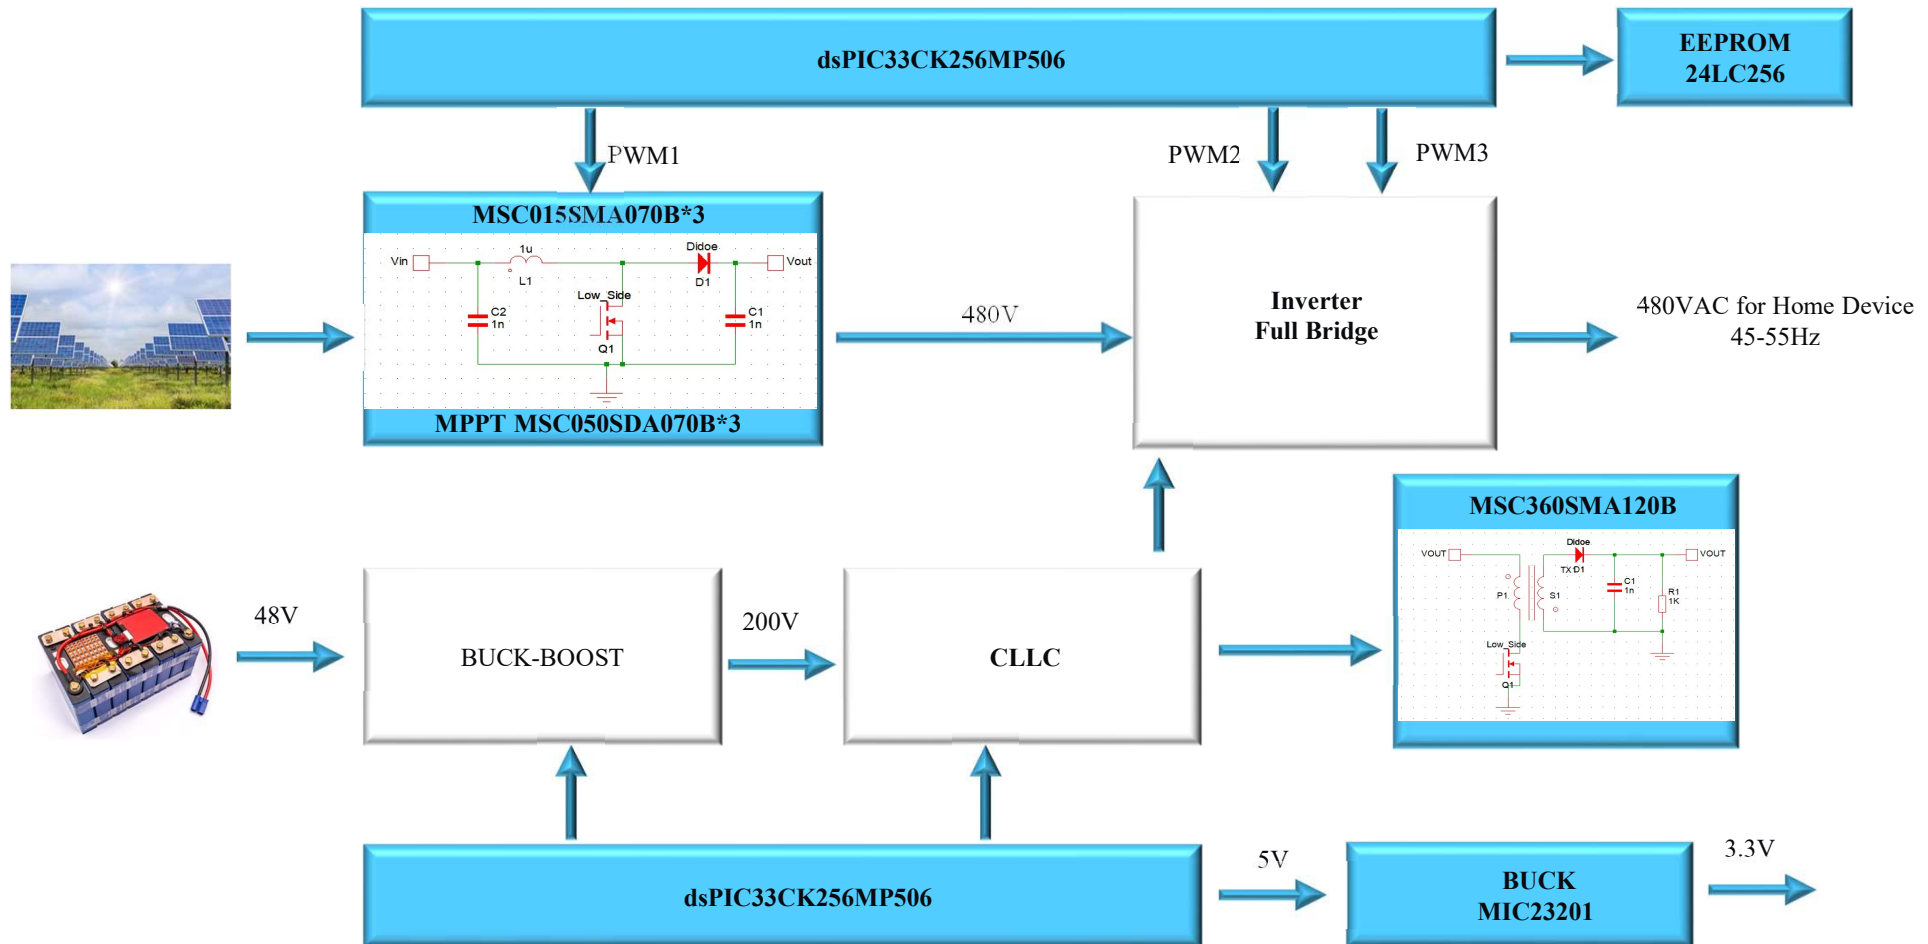 dsPIC33CK256MP506
EEPROM
24LC256
PWM1
PWM2
PWM3
MSC015SMA070B*3
Vin
1u
L1
Didoe
D1
Vout
Low_Side
Q1
C2
1n
C1
1n
MPPT MSC050SDA070B*3
480V
Inverter
Full Bridge
480VAC for Home Device
45-55Hz
48V
BUCK-BOOST
200V
CLLC
MSC360SMA120B
VOUT
Didoe
TX1
D1
VOUT
P1
S1
C1
1n
R1
1K
Low_Side
Q1
dsPIC33CK256MP506
5V
BUCK
MIC23201
3.3V